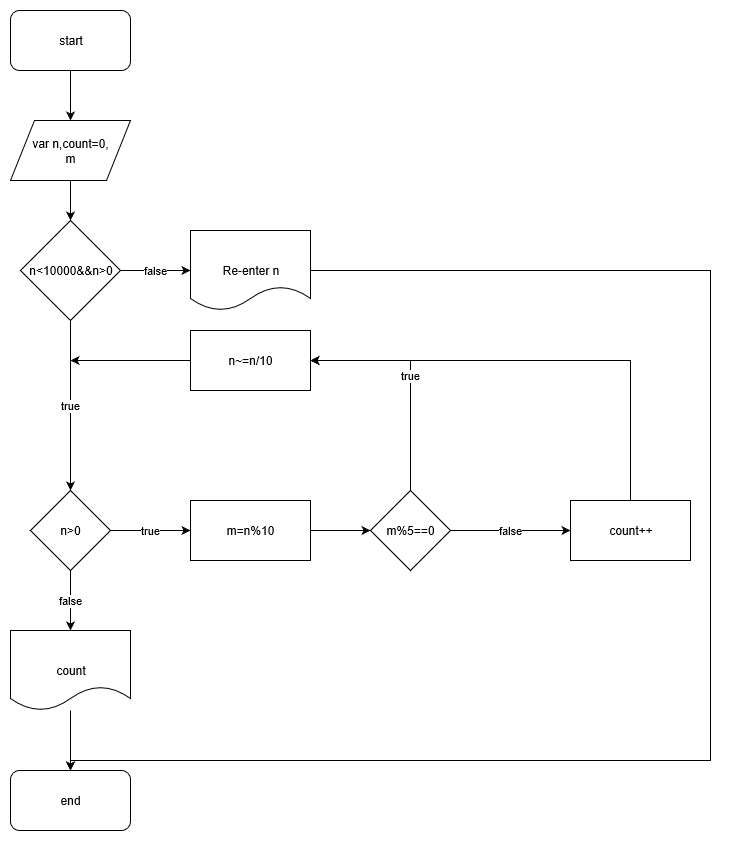 start
var n,count=0,
m
n<10000&&n>0
false
Re-enter n
n~=n/10
true
true
n>0
true
m=n%10
m%5==0
false
count++
false
count
end